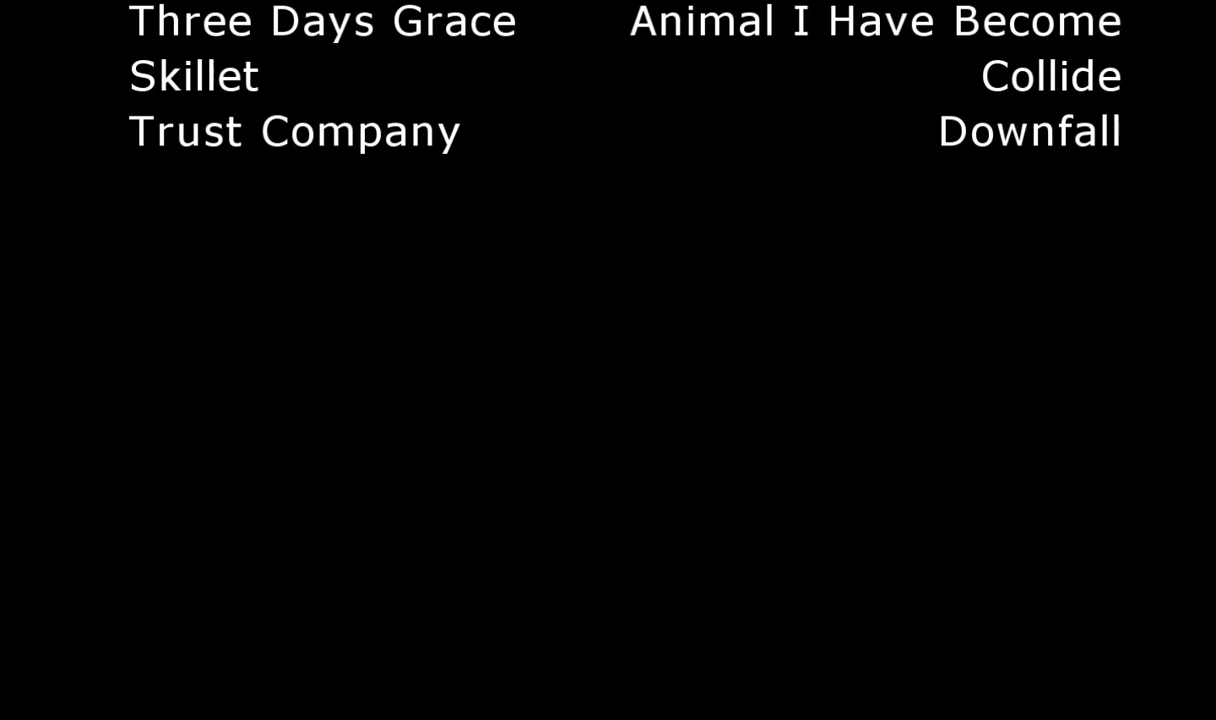 Three Days Grace Animal I Have Become
Skillet Collide
Trust Company Downfall